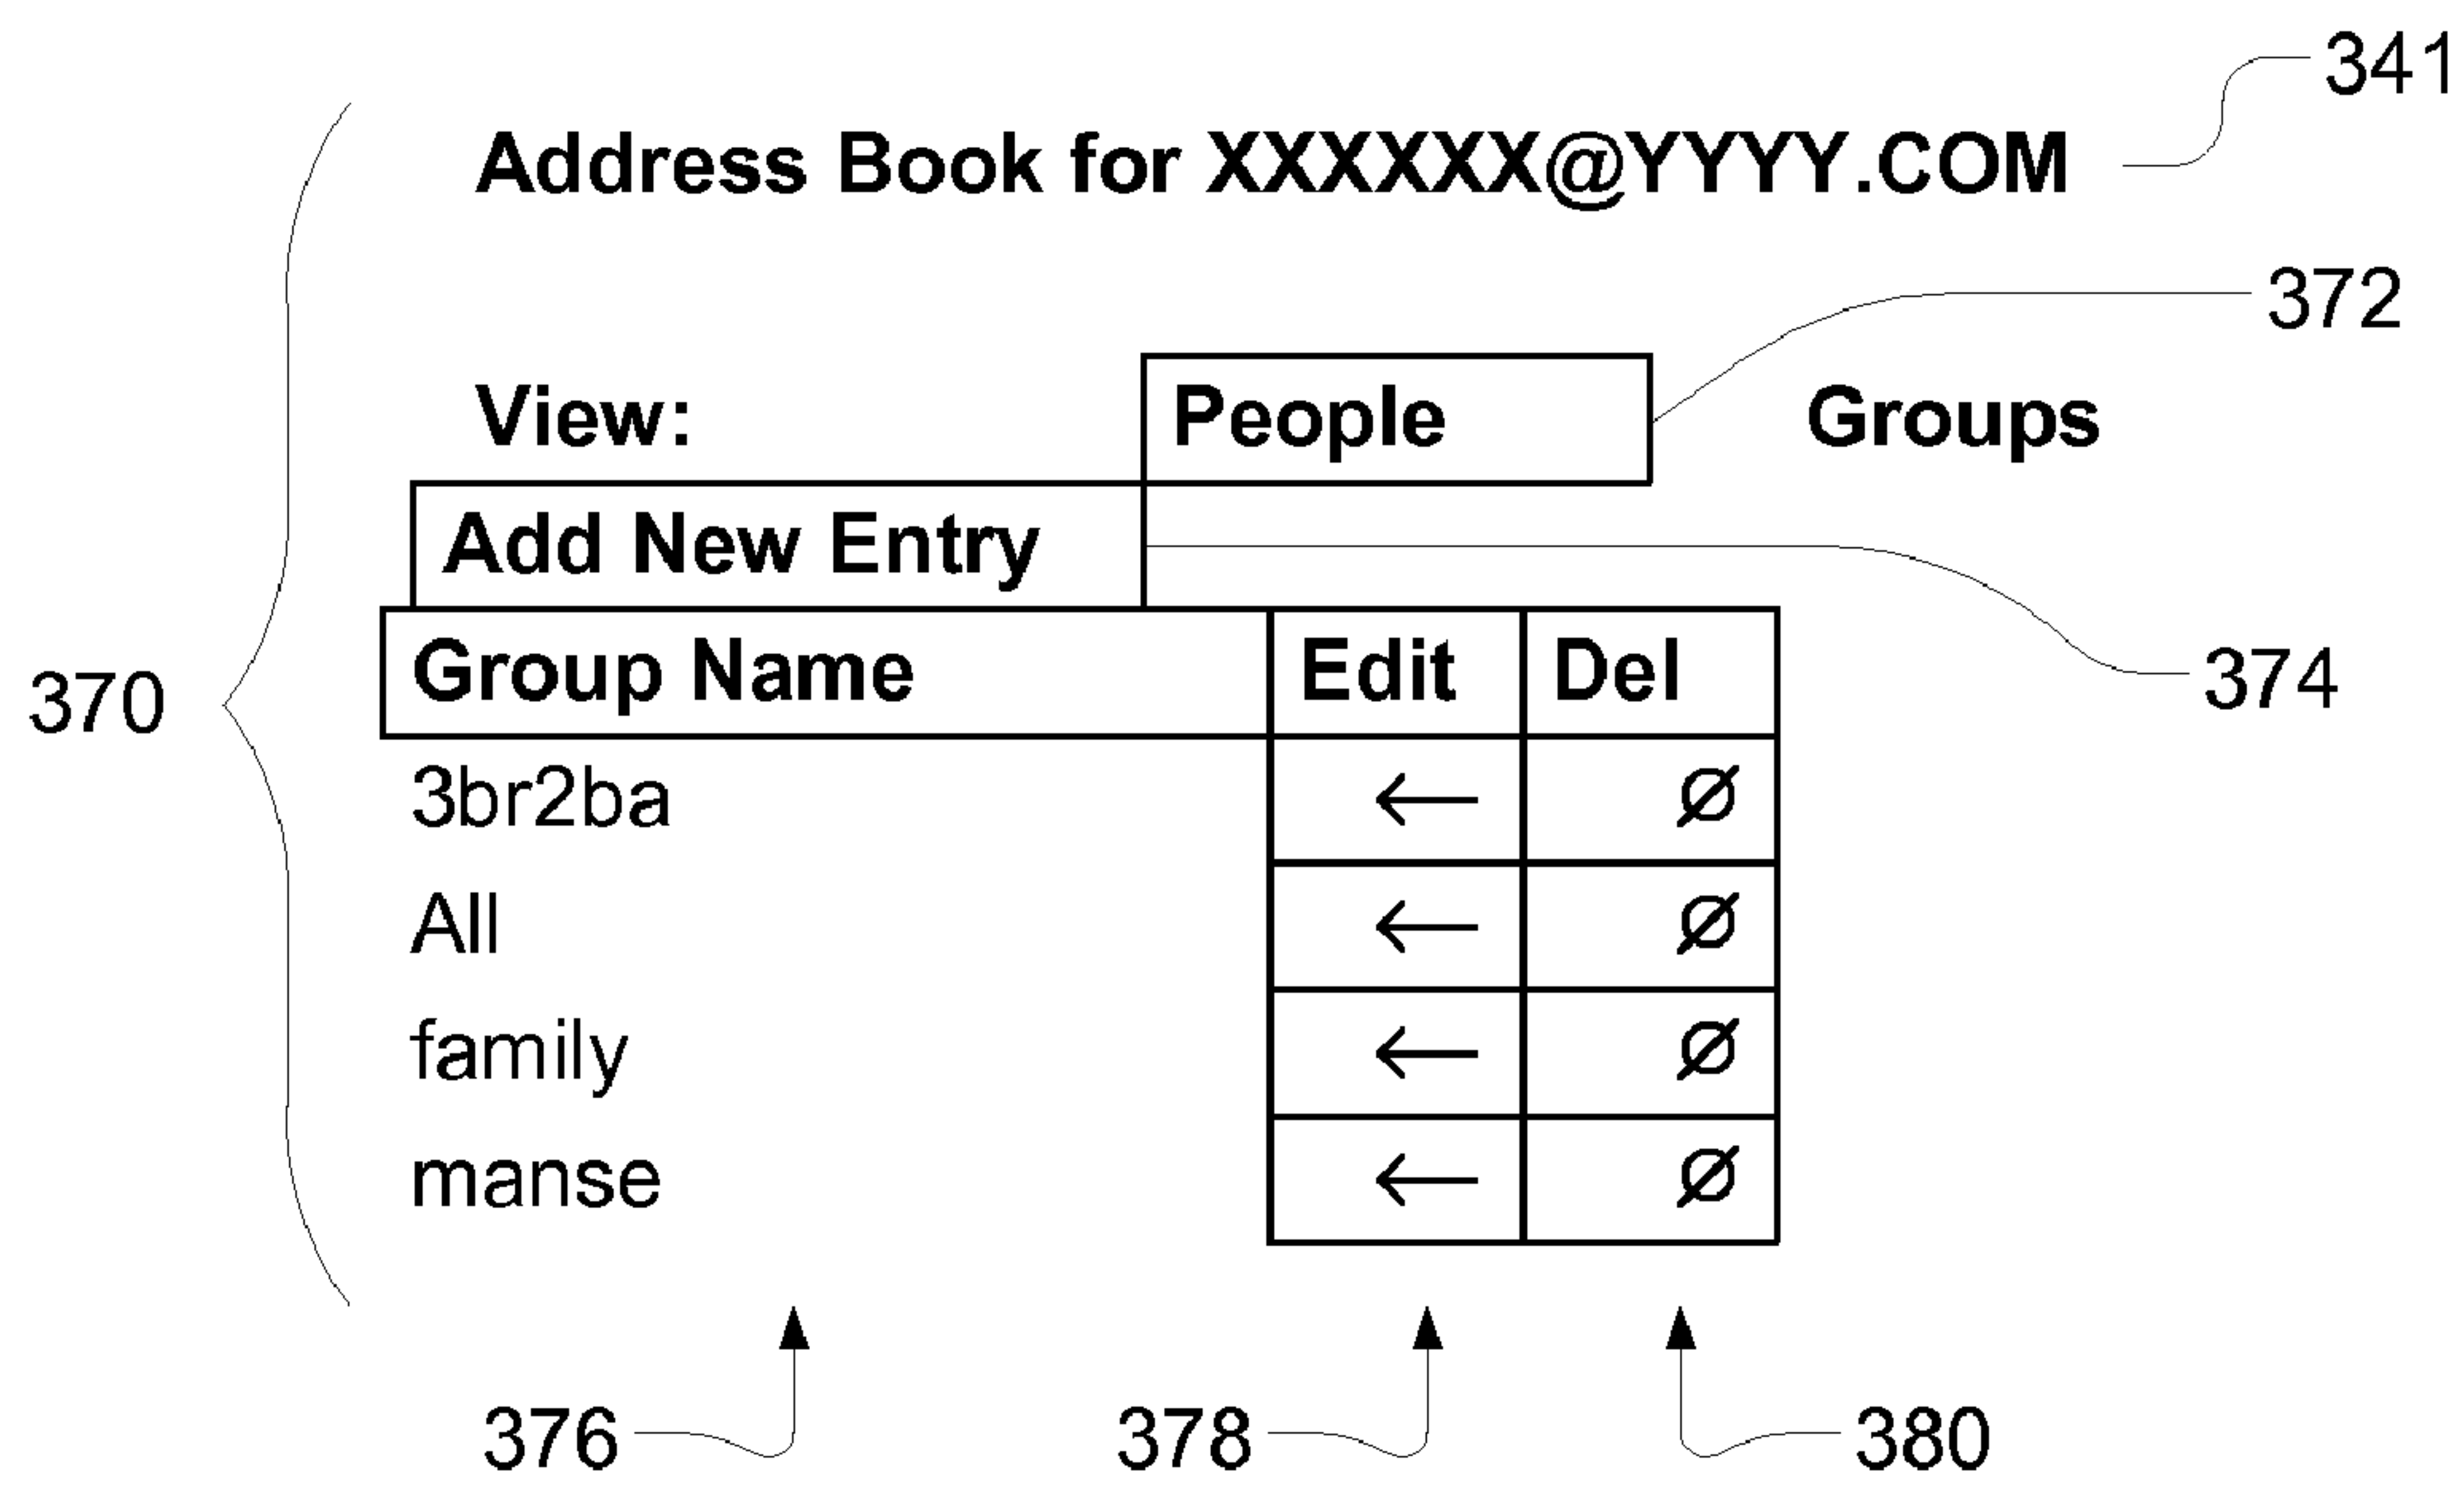 341
Address Book for XXXXXX@YYYY.COM
372
View: People Groups
Add New Entry
374
370
Group Name Edit Del
3br2ba ← Ø
All ← Ø
family ← Ø
manse ← Ø
376 378 380